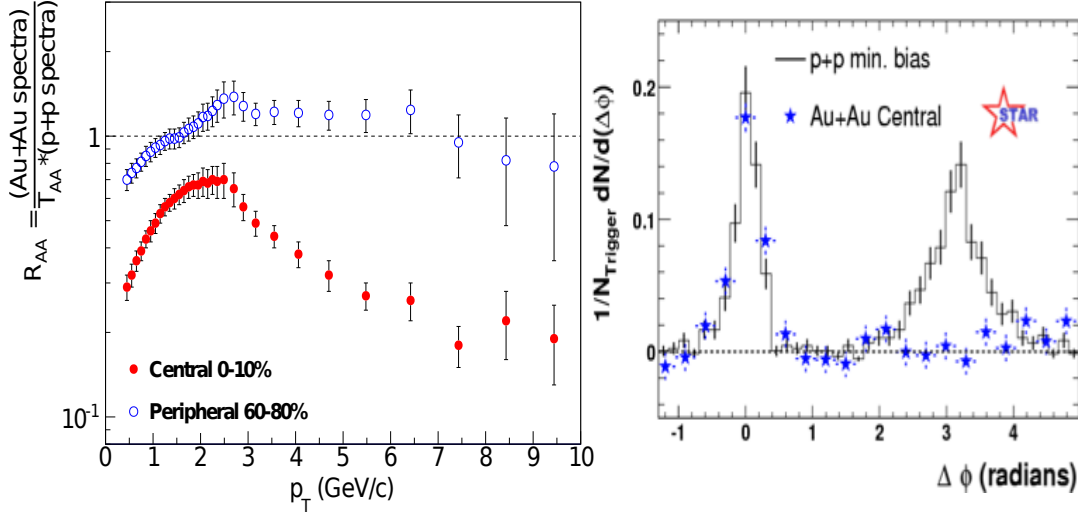 R_AA = (Au+Au spectra) / T_AA *(p+p spectra)
1
10^-1
Central 0-10%
Peripheral 60-80%
0 1 2 3 4 5 6 7 8 9 10
p_T (GeV/c)
1/N_Trigger dN/d(Δϕ)
0.2
0.1
0
p+p min. bias
Au+Au Central
STAR
-1 0 1 2 3 4
Δ ϕ (radians)